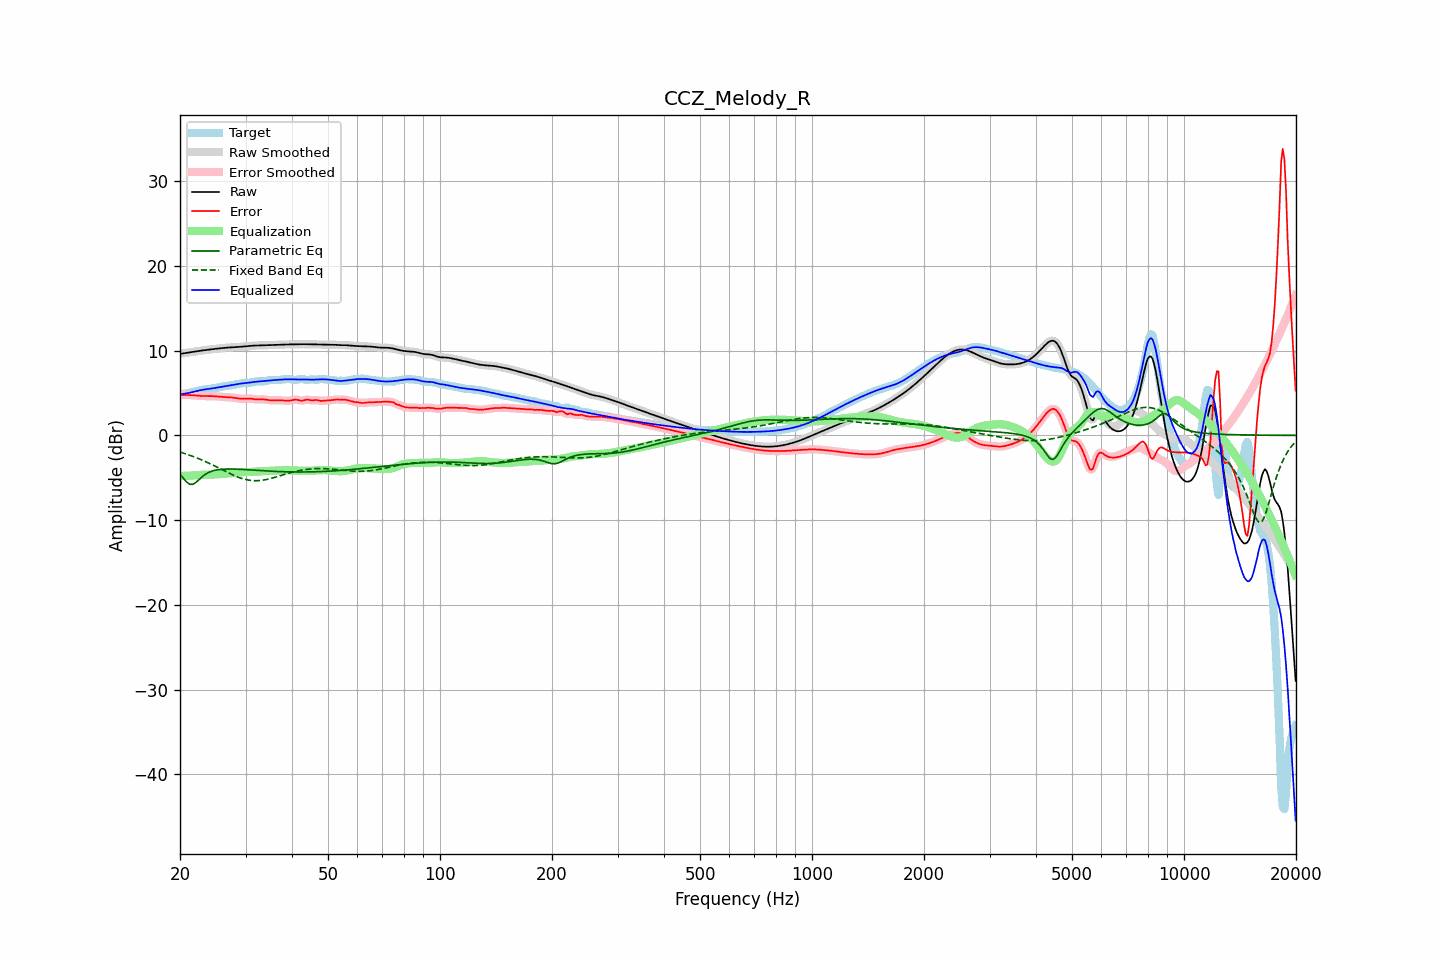 CCZ_Melody_R
Target
Raw Smoothed
Error Smoothed
Raw
Error
Equalization
Parametric Eq
Fixed Band Eq
Equalized
30
20
10
0
−10
−20
−30
−40
Amplitude (dBr)
20 50 100 200 500 1000 2000 5000 10000 20000
Frequency (Hz)